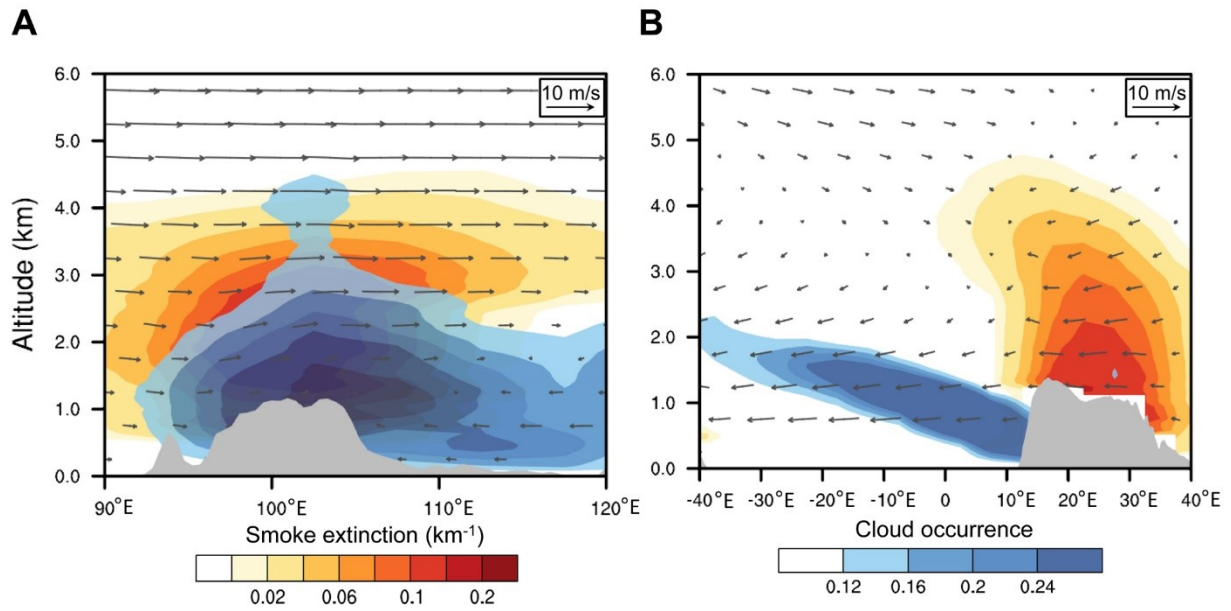 A
B
10 m/s
10 m/s
6.0
5.0
4.0
3.0
2.0
1.0
0.0
Altitude (km)
90°E
100°E
110°E
120°E
Smoke extinction (km⁻¹)
0.02
0.06
0.1
0.2
6.0
5.0
4.0
3.0
2.0
1.0
0.0
-40°E
-30°E
-20°E
-10°E
0
10°E
20°E
30°E
40°E
Cloud occurrence
0.12
0.16
0.2
0.24